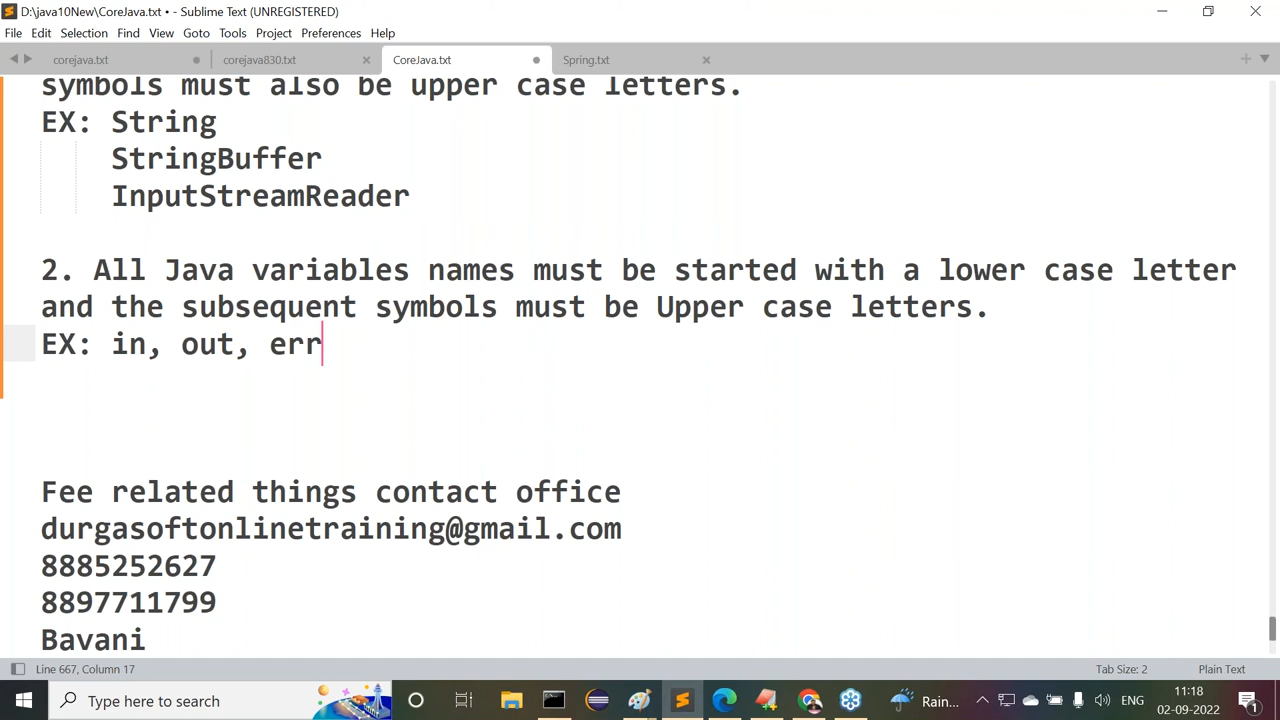 D:\java10New\CoreJava.txt • - Sublime Text (UNREGISTERED)
File Edit Selection Find View Goto Tools Project Preferences Help
corejava.txt corejava830.txt CoreJava.txt Spring.txt
symbols must also be upper case letters.
EX: String
StringBuffer
InputStreamReader
2. All Java variables names must be started with a lower case letter
and the subsequent symbols must be Upper case letters.
EX: in, out, err
Fee related things contact office
durgasoftonlinetraining@gmail.com
8885252627
8897711799
Bavani
Line 667, Column 17 Tab Size: 2 Plain Text
Type here to search Rain... ENG 11:18
02-09-2022 1